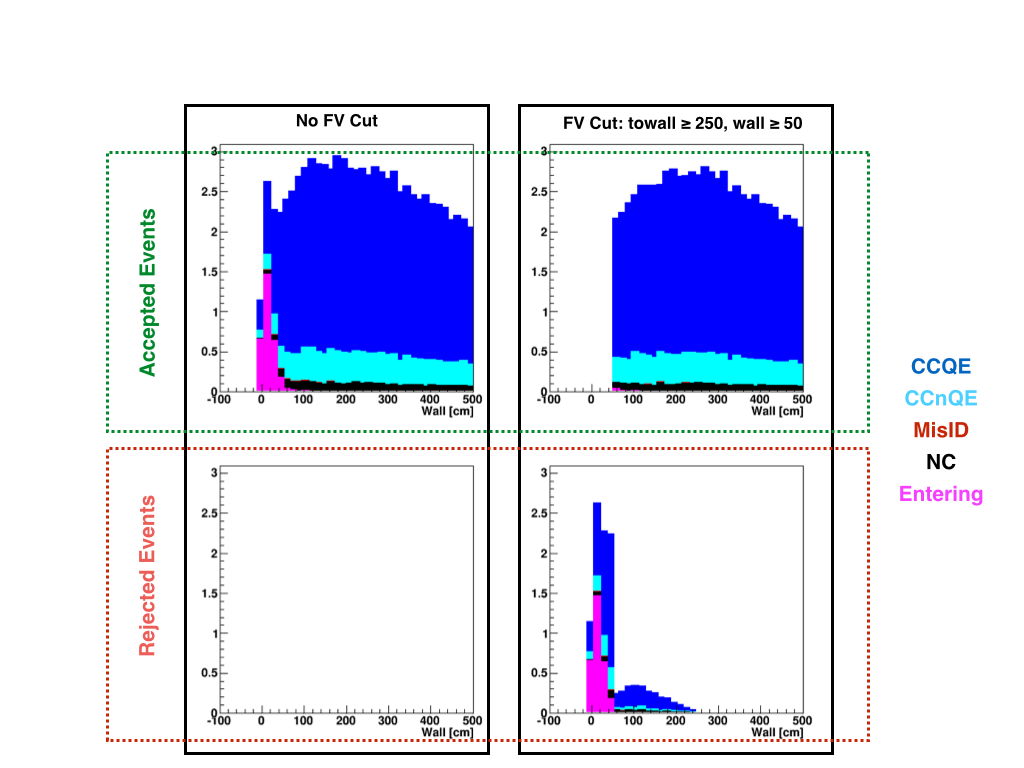 No FV Cut
FV Cut: towall ≥ 250, wall ≥ 50
Accepted Events
3
2.5
2
1.5
1
0.5
0
-100 0 100 200 300 400 500
Wall [cm]
3
2.5
2
1.5
1
0.5
0
-100 0 100 200 300 400 500
Wall [cm]
CCQE
CCnQE
MisID
NC
Entering
Rejected Events
3
2.5
2
1.5
1
0.5
0
-100 0 100 200 300 400 500
Wall [cm]
3
2.5
2
1.5
1
0.5
0
-100 0 100 200 300 400 500
Wall [cm]